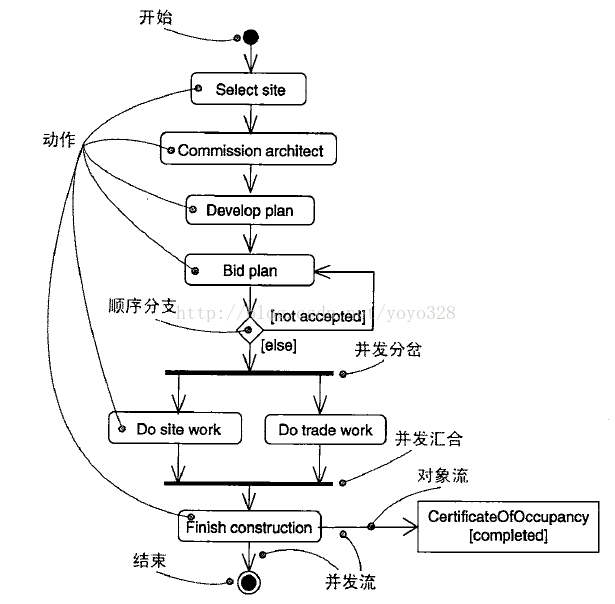 开始
Select site
动作
Commission architect
Develop plan
Bid plan
顺序分支
[not accepted]
[else]
并发分岔
Do site work
Do trade work
并发汇合
对象流
Finish construction
CertificateOfOccupancy
[completed]
结束
并发流